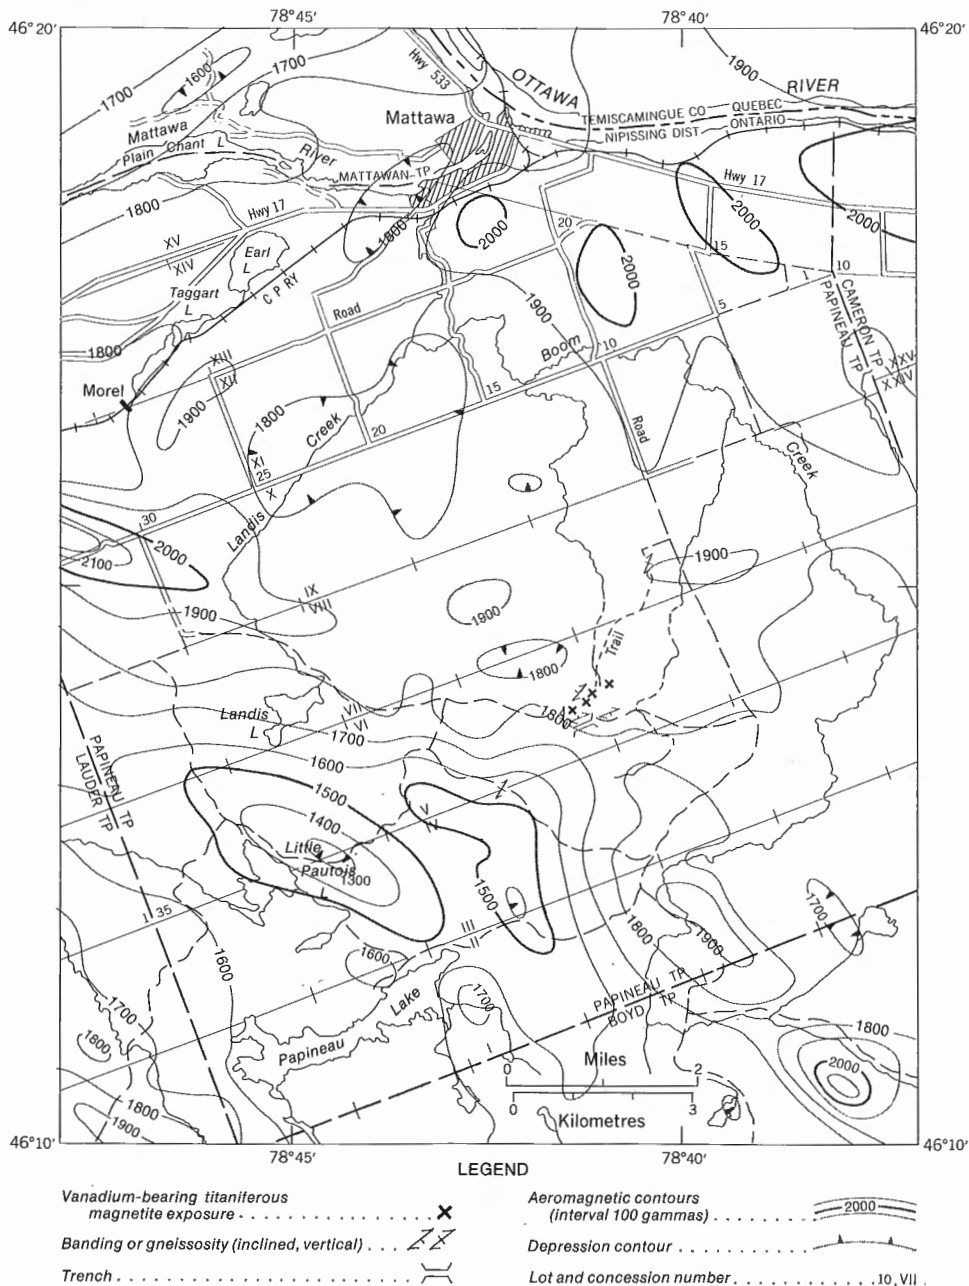 78°45'
78°40'
46°20'
46°20'
1700
1700
1600
Hwy 533
OTTAWA
RIVER
1900
TEMISCAMINGUE CO QUEBEC
NIPISSING DIST ONTARIO
Mattawa
Mattawa
River
Plain Chant L
MATTAWAN TP
Hwy 17
1800
Hwy 17
2000
2000
XV
XIV
1800
2000
20
15
10
Earl
L
2000
CAMERON TP
PAPINEAU TP
C P RY
Taggart
L
Road
1900
5
1800
Boom
10
XIII
XII
XXV
XXIV
Morel
1900
1800
15
Creek
20
Road
Creek
XI
25
X
30
Landis
2000
2100
1900
IX
VIII
1900
1900
Trail
1800
Landis
L
VII
VI
1800
1700
1600
PAPINEAU TP
LAUDER TP
1500
1400
V
IV
Little
Pautois
1300
1500
1700
35
III
II
1800
1900
1600
1600
PAPINEAU TP
BOYD TP
1700
Lake
1700
1800
Papineau
1800
2000
Miles
0 2
0 3
Kilometres
1800
1900
46°10'
46°10'
78°45'
78°40'
LEGEND
Vanadium-bearing titaniferous
magnetite exposure
Banding or gneissosity (inclined, vertical)
Trench
Aeromagnetic contours
(interval 100 gammas) 2000
Depression contour
Lot and concession number 10, VII